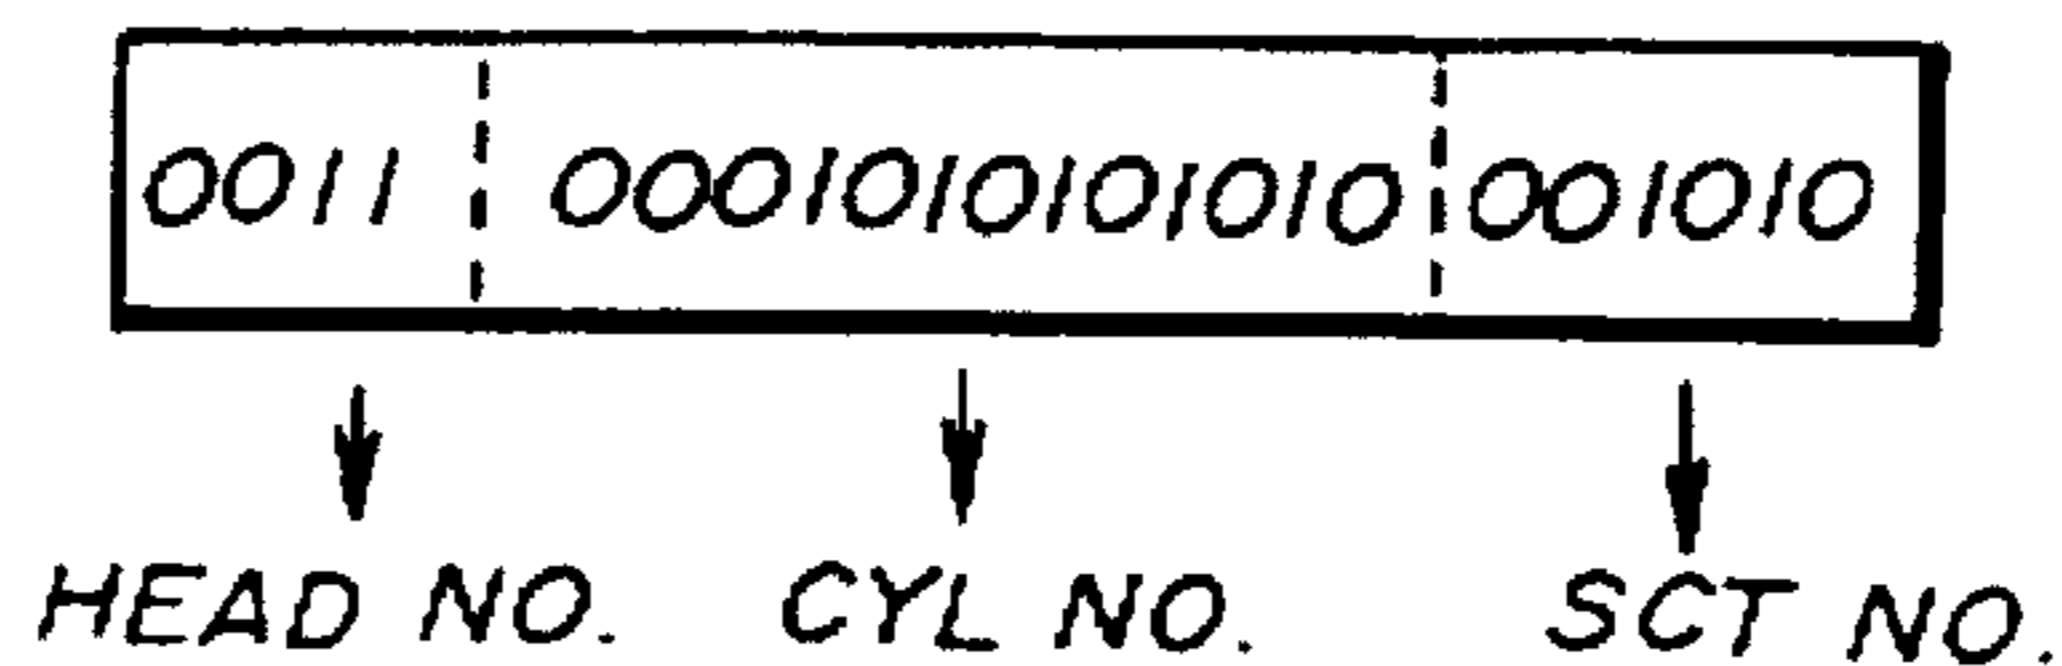 0011 0001010101010 001010
HEAD NO. CYL NO. SCT NO.